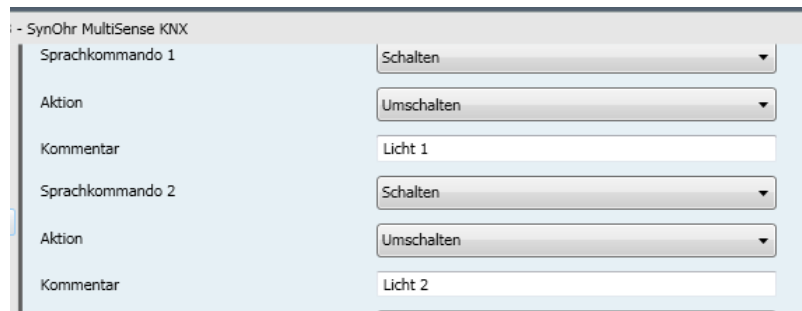 - SynOhr MultiSense KNX
Sprachkommando 1 Schalten
Aktion Umschalten
Kommentar Licht 1
Sprachkommando 2 Schalten
Aktion Umschalten
Kommentar Licht 2